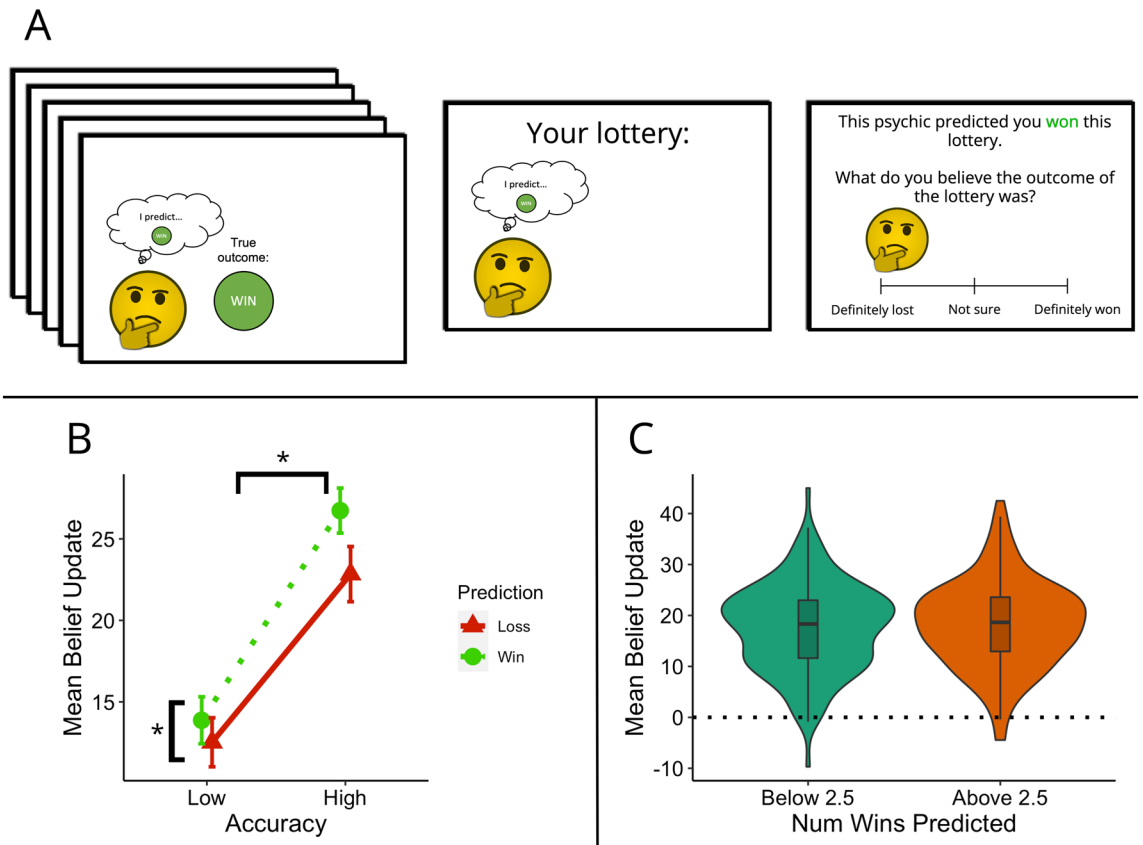 A
I predict...
WIN
True
outcome:
WIN
Your lottery:
I predict...
WIN
This psychic predicted you won this
lottery.
What do you believe the outcome of
the lottery was?
Definitely lost
Not sure
Definitely won
B
*
*
Mean Belief Update
25
20
15
Low
High
Accuracy
Prediction
Loss
Win
C
Mean Belief Update
40
30
20
10
0
-10
Below 2.5
Above 2.5
Num Wins Predicted